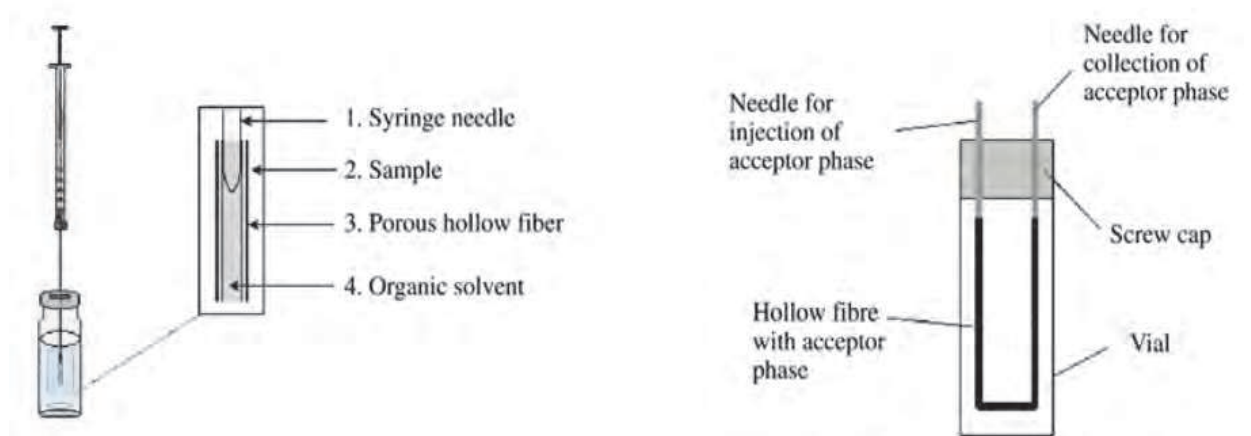 1. Syringe needle
2. Sample
3. Porous hollow fiber
4. Organic solvent
Needle for
injection of
acceptor phase
Needle for
collection of
acceptor phase
Screw cap
Hollow fibre
with acceptor
phase
Vial